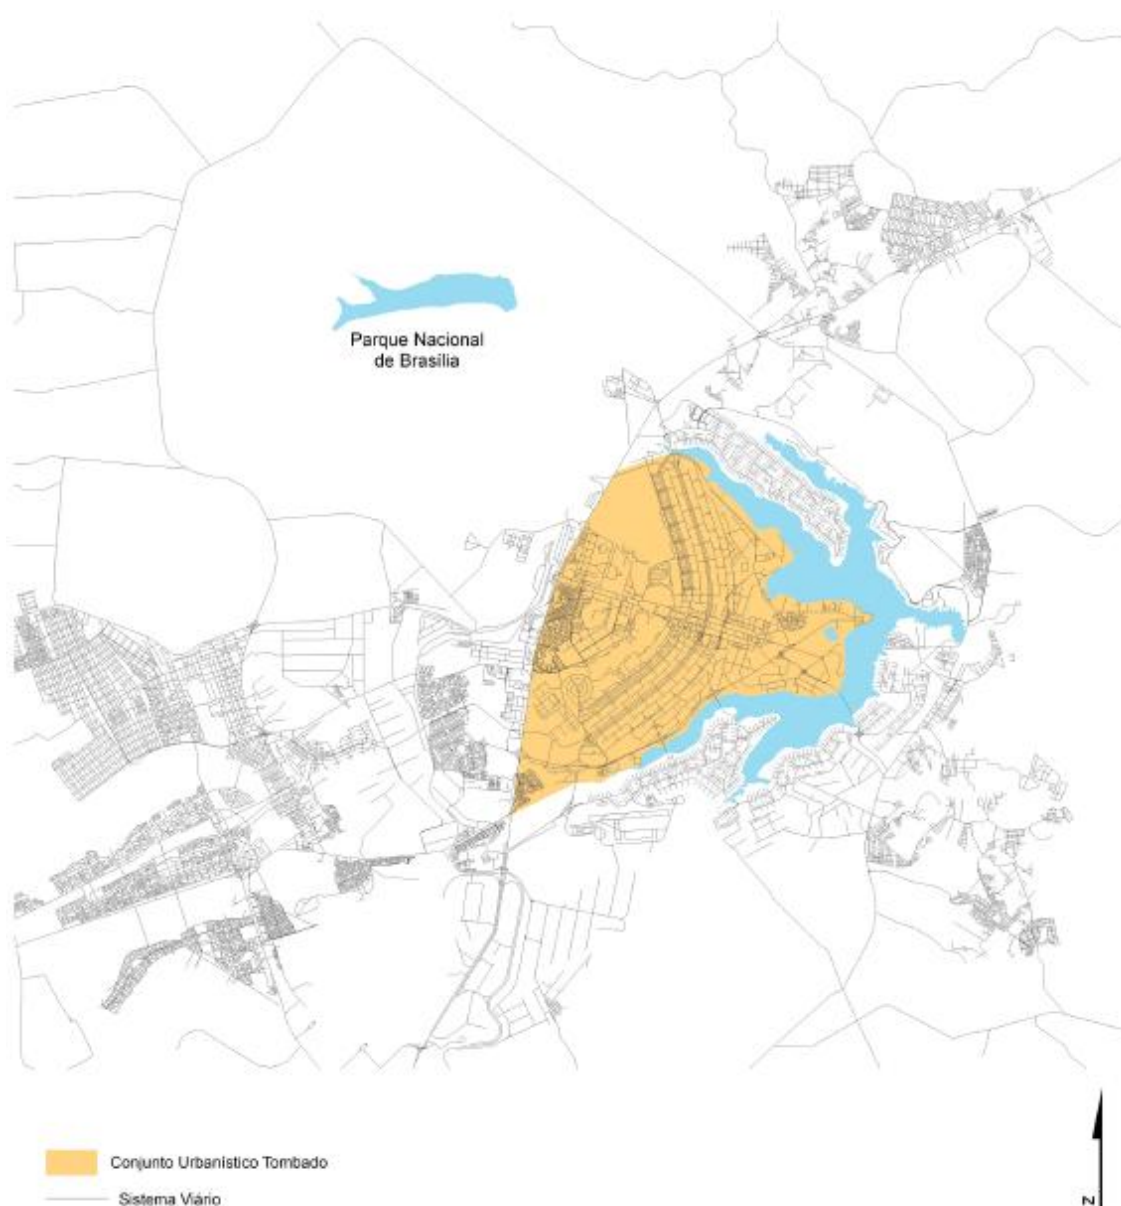 Parque Nacional
de Brasília
Conjunto Urbanístico Tombado
Sistema Viário
N